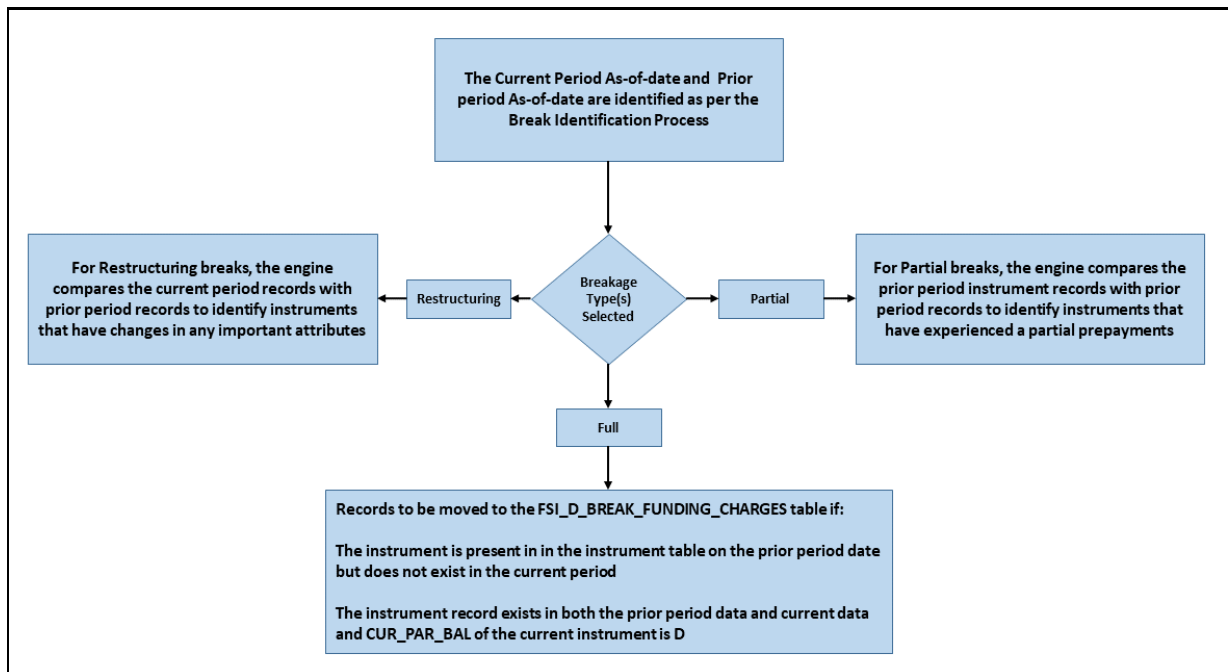 The Current Period As-of-date and Prior
period As-of-date are identified as per the
Break Identification Process
For Restructuring breaks, the engine
compares the current period records with
prior period records to identify instruments
that have changes in any important attributes
Restructuring
Breakage
Type(s)
Selected
Partial
For Partial breaks, the engine compares the
prior period instrument records with prior
period records to identify instruments that
have experienced a partial prepayments
Full
Records to be moved to the FSI_D_BREAK_FUNDING_CHARGES table if:
The instrument is present in in the instrument table on the prior period date
but does not exist in the current period
The instrument record exists in both the prior period data and current data
and CUR_PAR_BAL of the current instrument is D